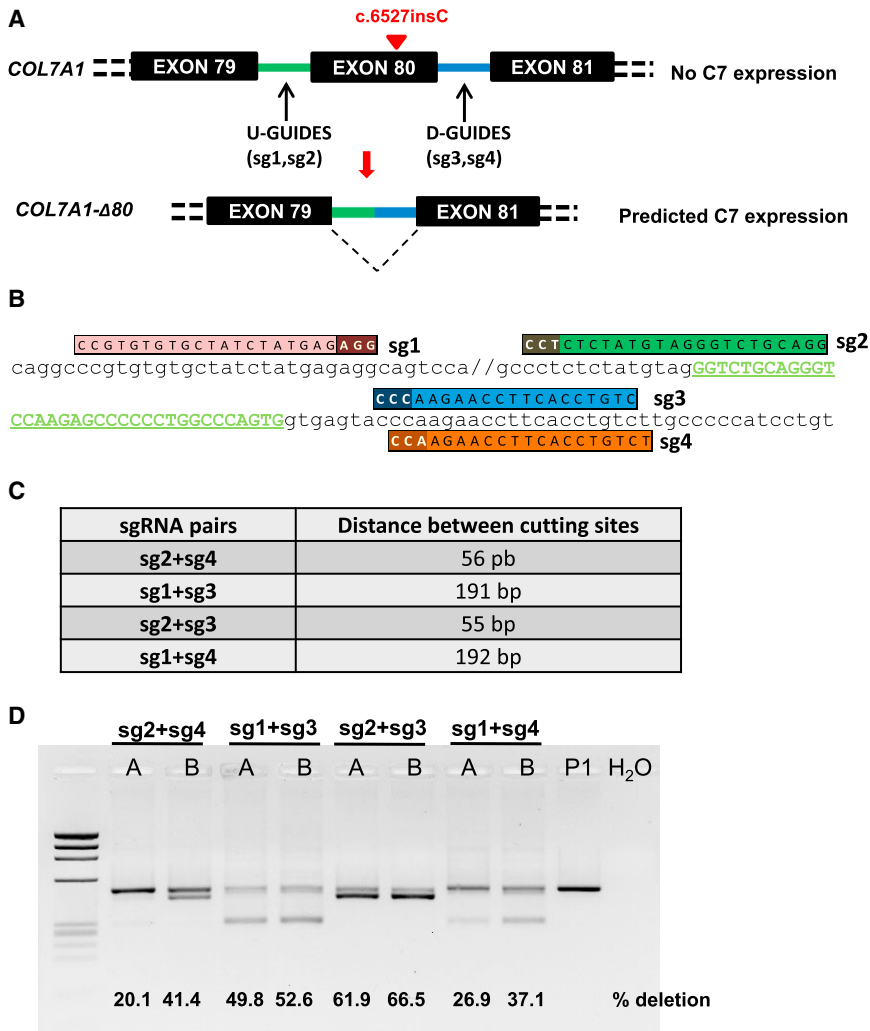 A
c.6527insC
COL7A1 EXON 79 EXON 80 EXON 81 No C7 expression
U-GUIDES D-GUIDES
(sg1,sg2) (sg3,sg4)
COL7A1-Δ80 EXON 79 EXON 81 Predicted C7 expression
B
CCGTGTGTGCTATCTATGAGAGG sg1 CCTCTCTATGTAGGGTCTGCAGG sg2
caggcccgtgtgtgctatctatgagaggcagtcca//gccctctctatgtagGGTCTGCAGGGT
CCCAAGAACCTTCACCTGTC sg3
CCAAGAGCCCCCCTGGCCCAGTGgtgagtacccaagaaccttcacctgtcttgcccccatcctgt
CCAAGAACCTTCACCTGTCT sg4
C
sgRNA pairs Distance between cutting sites
sg2+sg4 56 pb
sg1+sg3 191 bp
sg2+sg3 55 bp
sg1+sg4 192 bp
D
sg2+sg4 sg1+sg3 sg2+sg3 sg1+sg4
A B A B A B A B P1 H₂O
20.1 41.4 49.8 52.6 61.9 66.5 26.9 37.1 % deletion